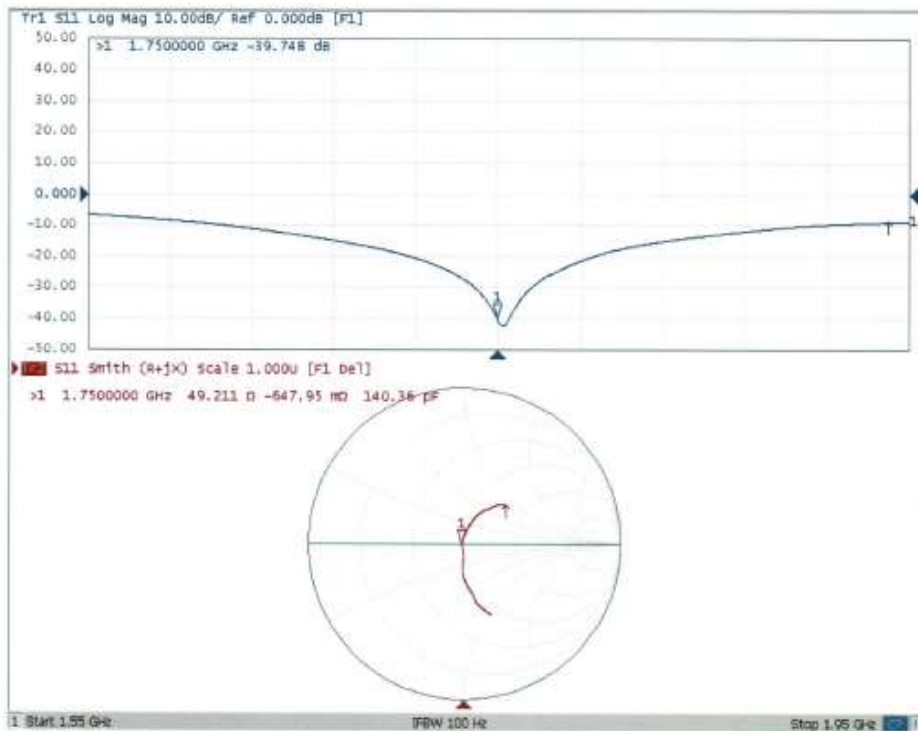 Tr1 S11 Log Mag 10.00dB/ Ref 0.000dB [F1]
50.00
>1 1.7500000 GHz -39.748 dB
40.00
30.00
20.00
10.00
0.000
-10.00
1
-20.00
-30.00
1
-40.00
-50.00
S11 Smith (R+jX) Scale 1.000U [F1 Del]
>1 1.7500000 GHz 49.211 Ω -647.95 mΩ 140.36 pF
1
1 Start 1.55 GHz IFBW 100 Hz Stop 1.95 GHz